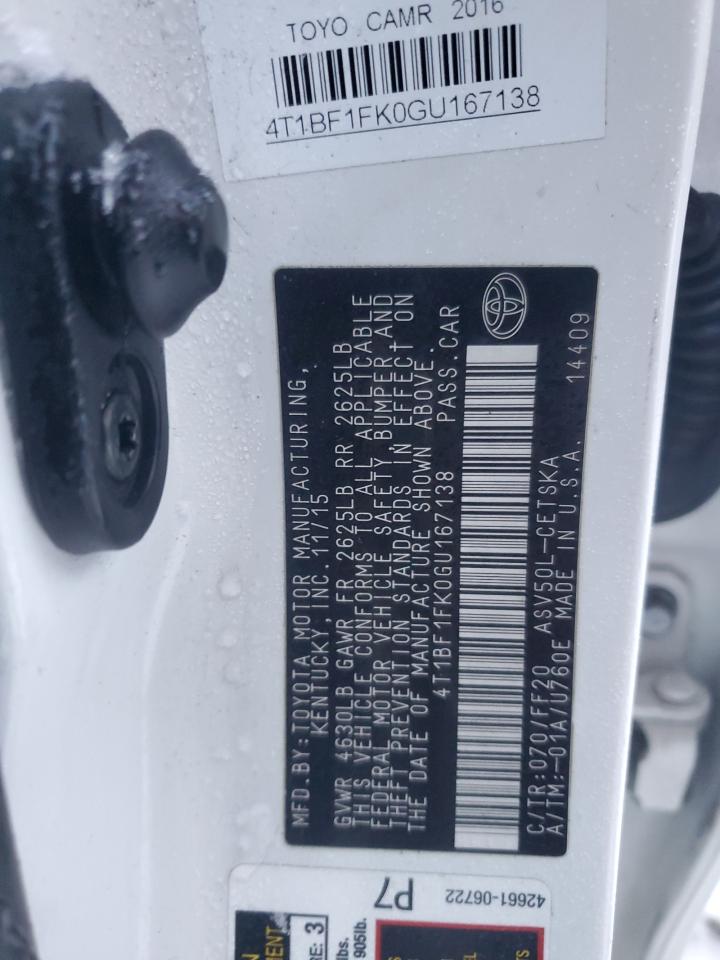 TOYO CAMR 2016
4T1BF1FK0GU167138
MFD.BY:TOYOTA MOTOR MANUFACTURING,
KENTUCKY,INC.11/15
GVWR 4630LB GAWR FR 2625LB RR 2625LB
THIS VEHICLE CONFORMS TO ALL APPLICABLE
FEDERAL MOTOR VEHICLE SAFETY, BUMPER AND
THEFT PREVENTION STANDARDS IN EFFECT ON
THE DATE OF MANUFACTURE SHOWN ABOVE.
4T1BF1FK0GU167138 PASS.CAR
C/TR:070/FF20 ASV50L-CETSKA
A/TM:-01A/U760E MADE IN U.S.A. 14409
P7
42661-06722
3
lbs.
905lb.